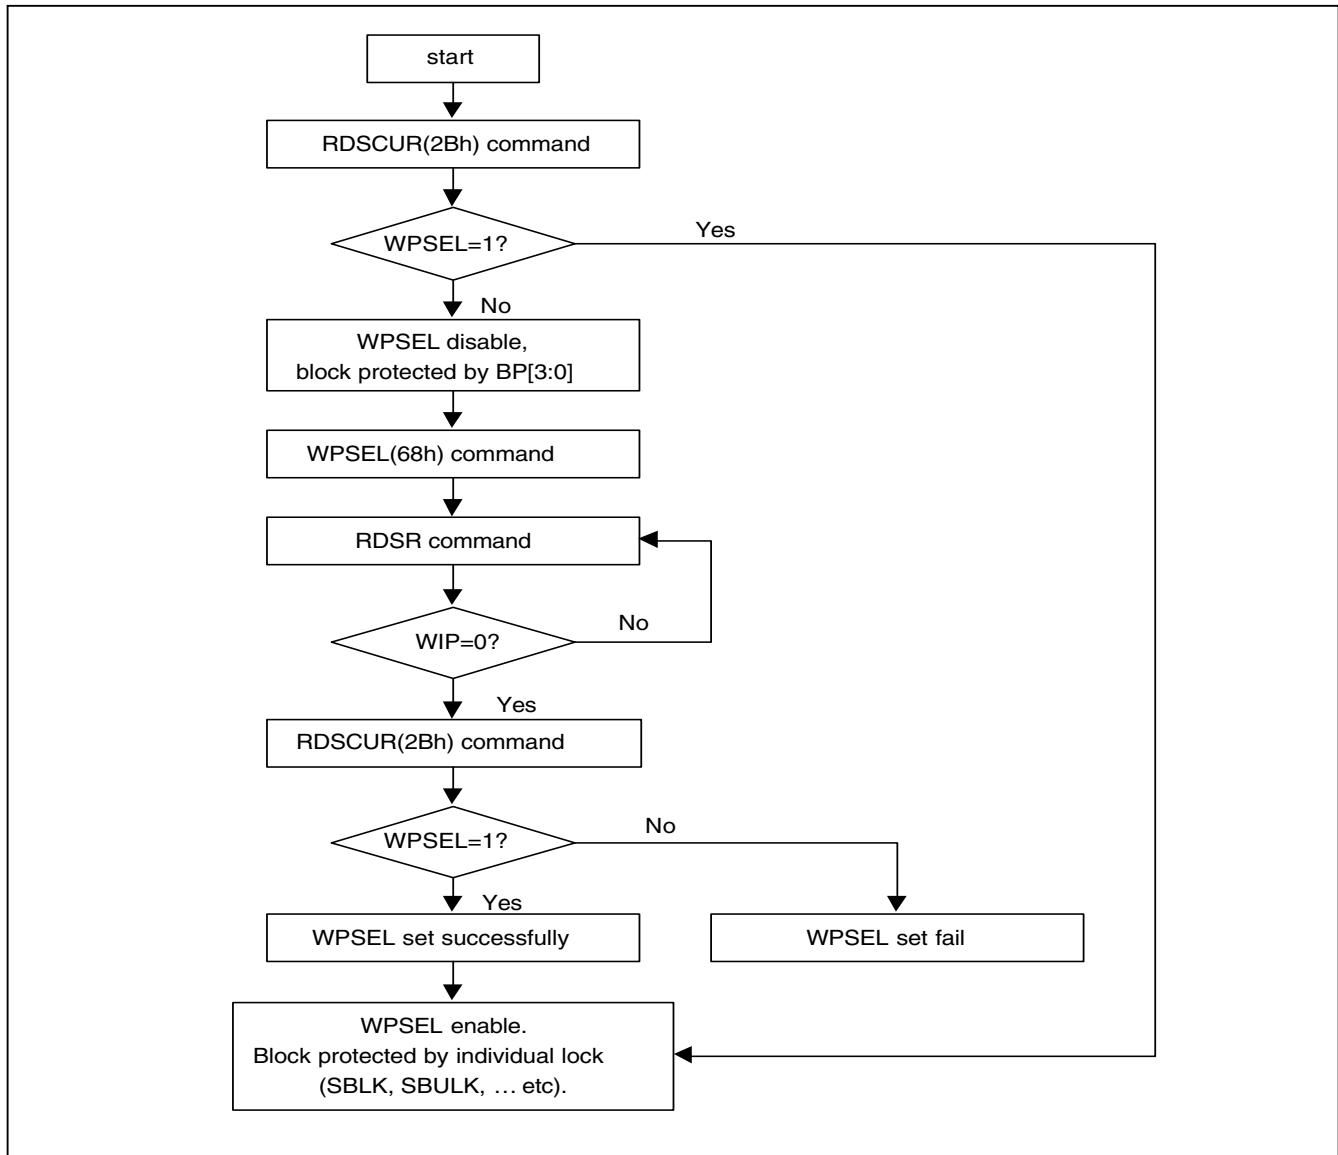 start
RDSCUR(2Bh) command
WPSEL=1?
Yes
No
WPSEL disable,
block protected by BP[3:0]
WPSEL(68h) command
RDSR command
WIP=0?
No
Yes
RDSCUR(2Bh) command
WPSEL=1?
No
Yes
WPSEL set successfully
WPSEL set fail
WPSEL enable.
Block protected by individual lock
(SBLK, SBULK, … etc).